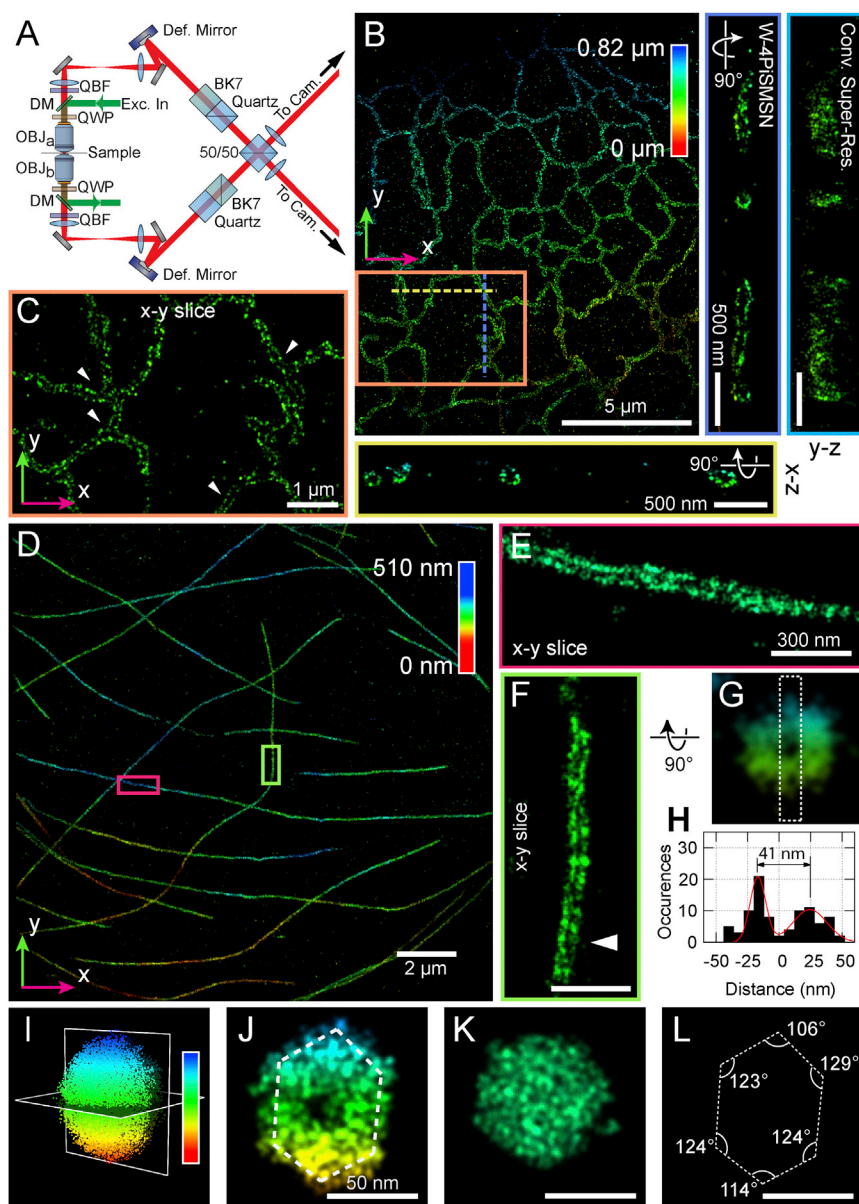 A
Def. Mirror
QBF
DM
Exc. In
QWP
OBJa
Sample
OBJb
QWP
DM
QBF
BK7
Quartz
50/50
BK7
Quartz
Def. Mirror
To Cam.
To Cam.
B
0.82 µm
0 µm
y
x
5 µm
90°
W-4PiSMSN
500 nm
Conv. Super-Res.
y-z
90°
500 nm
x-z
C
x-y slice
y
x
1 µm
D
510 nm
0 nm
y
x
2 µm
E
x-y slice
300 nm
F
x-y slice
90°
G
H
Occurences
30
20
10
0
41 nm
-50 -25 0 25 50
Distance (nm)
I
J
50 nm
K
L
106°
129°
123°
124°
124°
114°